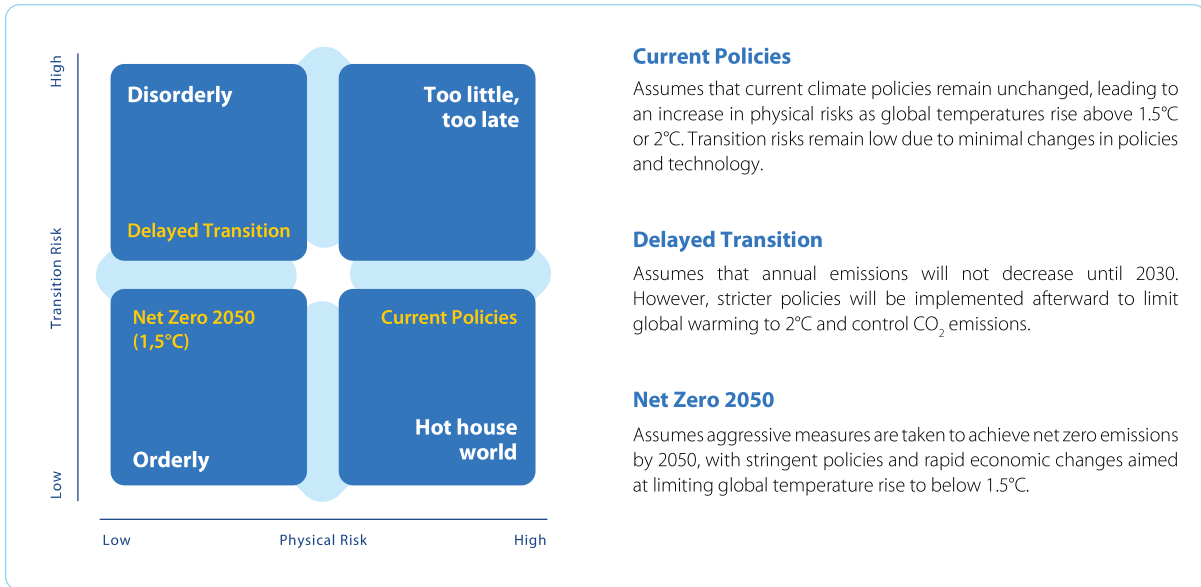 High
Transition Risk
Low
Disorderly
Delayed Transition
Too little,
too late
Net Zero 2050
(1,5°C)
Orderly
Current Policies
Hot house
world
Low
Physical Risk
High
Current Policies
Assumes that current climate policies remain unchanged, leading to
an increase in physical risks as global temperatures rise above 1.5°C
or 2°C. Transition risks remain low due to minimal changes in policies
and technology.
Delayed Transition
Assumes that annual emissions will not decrease until 2030.
However, stricter policies will be implemented afterward to limit
global warming to 2°C and control CO₂ emissions.
Net Zero 2050
Assumes aggressive measures are taken to achieve net zero emissions
by 2050, with stringent policies and rapid economic changes aimed
at limiting global temperature rise to below 1.5°C.